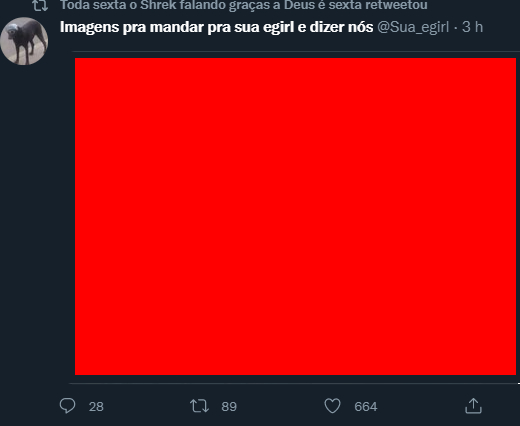 Toda sexta o Shrek falando graças a Deus é sexta retweetou
Imagens pra mandar pra sua egirl e dizer nós @Sua_egirl · 3 h
28 89 664